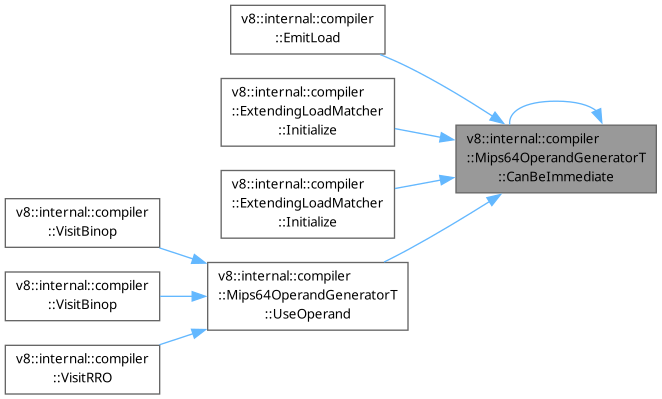 v8::internal::compiler
::EmitLoad
v8::internal::compiler
::ExtendingLoadMatcher
::Initialize
v8::internal::compiler
::Mips64OperandGeneratorT
::CanBeImmediate
v8::internal::compiler
::ExtendingLoadMatcher
::Initialize
v8::internal::compiler
::VisitBinop
v8::internal::compiler
::Mips64OperandGeneratorT
::UseOperand
v8::internal::compiler
::VisitBinop
v8::internal::compiler
::VisitRRO